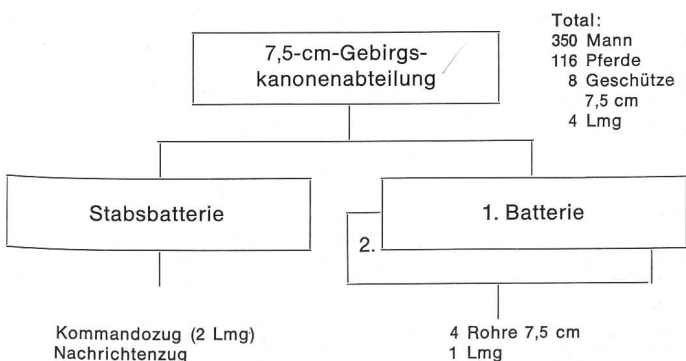 Total:
350 Mann
116 Pferde
8 Geschütze
7,5 cm
4 Lmg
7,5-cm-Gebirgs-
kanonenabteilung
Stabsbatterie
1. Batterie
2.
Kommandozug (2 Lmg)
Nachrichtenzug
4 Rohre 7,5 cm
1 Lmg